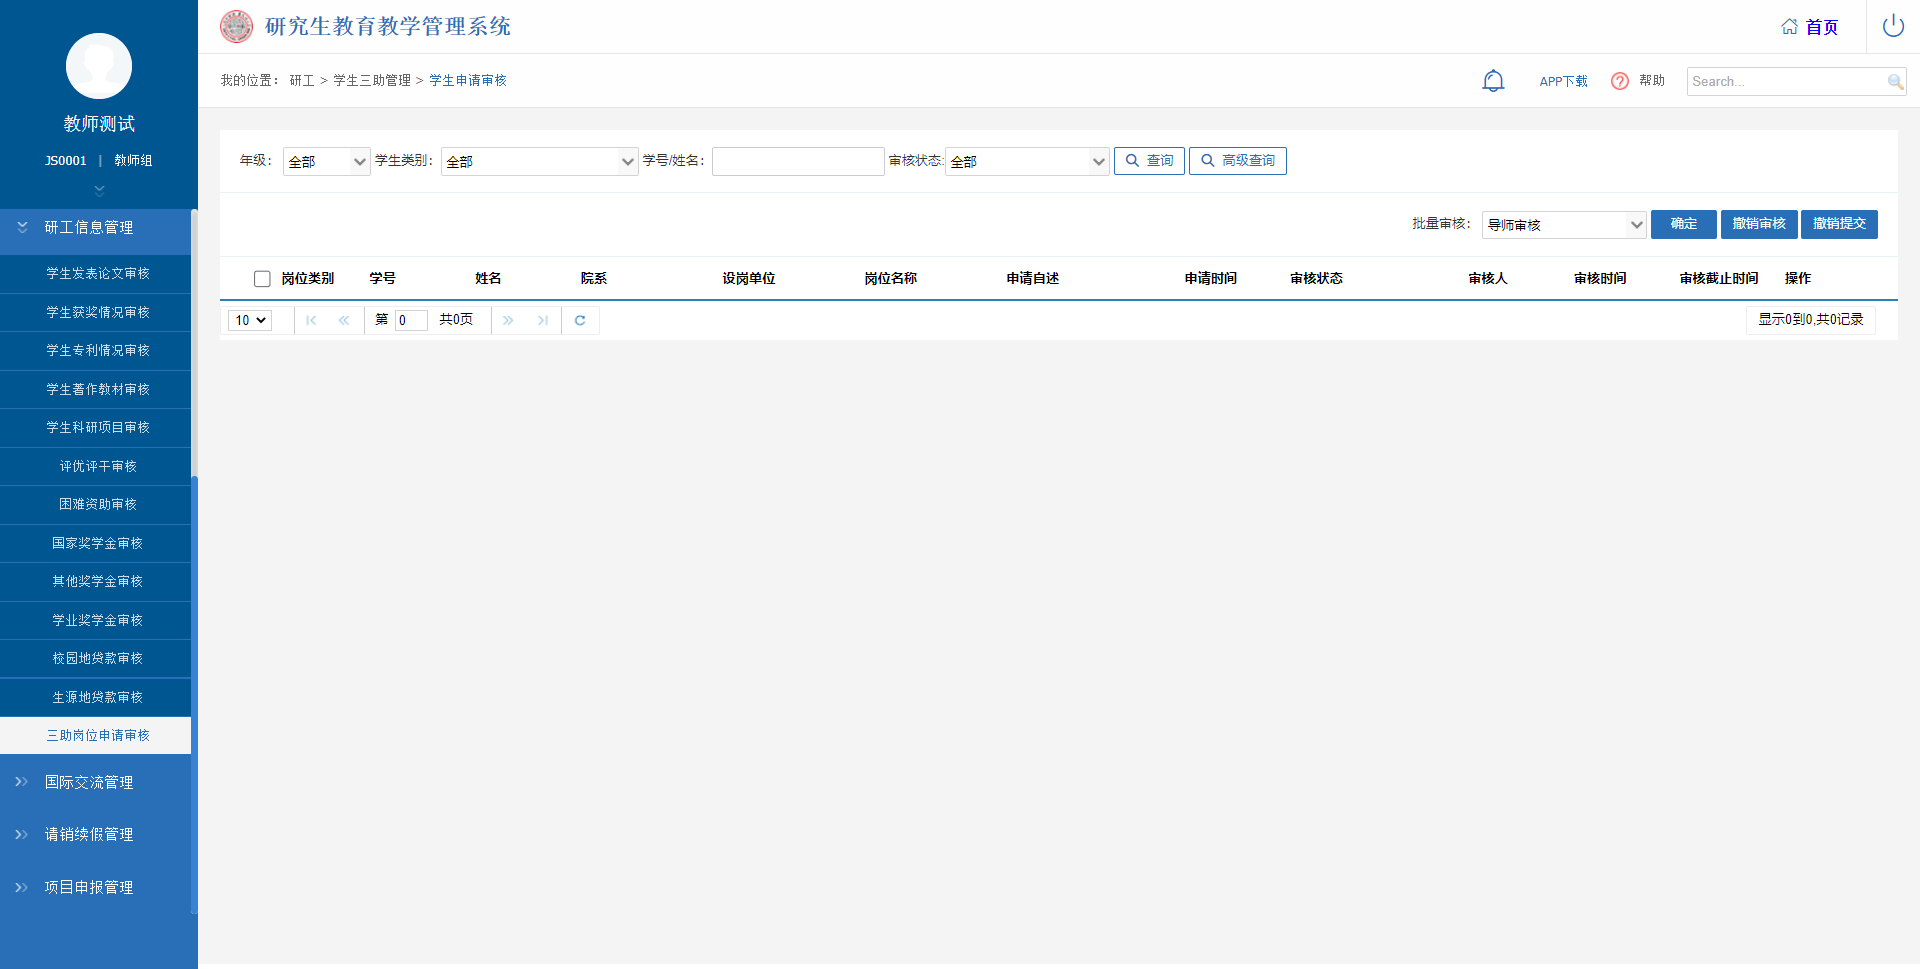 研究生教育教学管理系统
首页
教师测试
JS0001 | 教师组
我的位置： 研工 > 学生三助管理 > 学生申请审核
APP下载
帮助
Search...
年级： 全部 学生类别： 全部 学号/姓名： 审核状态: 全部 查询 高级查询
批量审核： 导师审核 确定 撤销审核 撤销提交
岗位类别 学号 姓名 院系 设岗单位 岗位名称 申请自述 申请时间 审核状态 审核人 审核时间 审核截止时间 操作
10 第 0 共0页 显示0到0,共0记录
研工信息管理
学生发表论文审核
学生获奖情况审核
学生专利情况审核
学生著作教材审核
学生科研项目审核
评优评干审核
困难资助审核
国家奖学金审核
其他奖学金审核
学业奖学金审核
校园地贷款审核
生源地贷款审核
三助岗位申请审核
国际交流管理
请销续假管理
项目申报管理